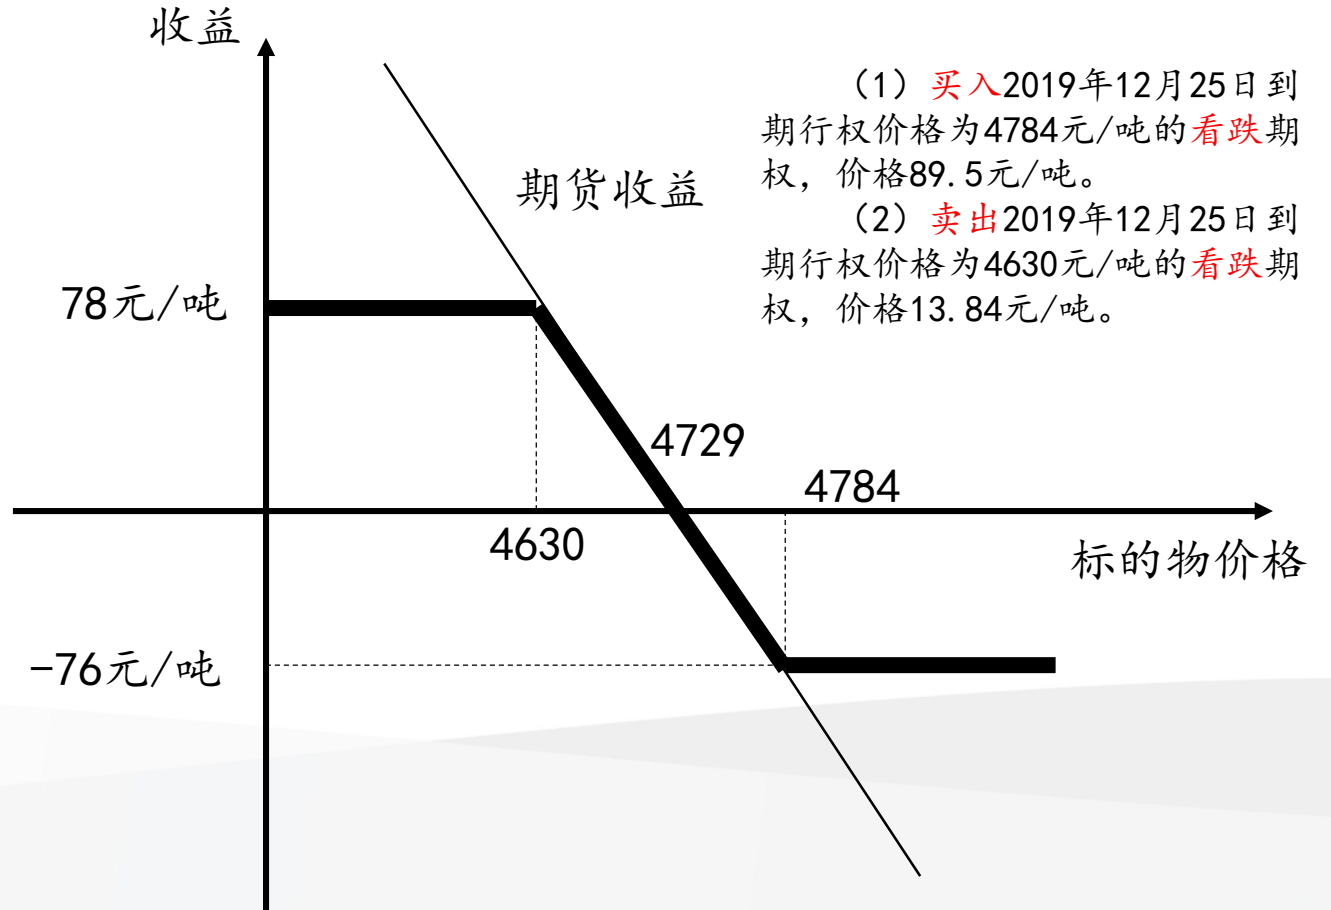 收益
（1）买入2019年12月25日到
期行权价格为4784元/吨的看跌期
权，价格89.5元/吨。
（2）卖出2019年12月25日到
期行权价格为4630元/吨的看跌期
权，价格13.84元/吨。
期货收益
78元/吨
4729
4784
4630
标的物价格
-76元/吨